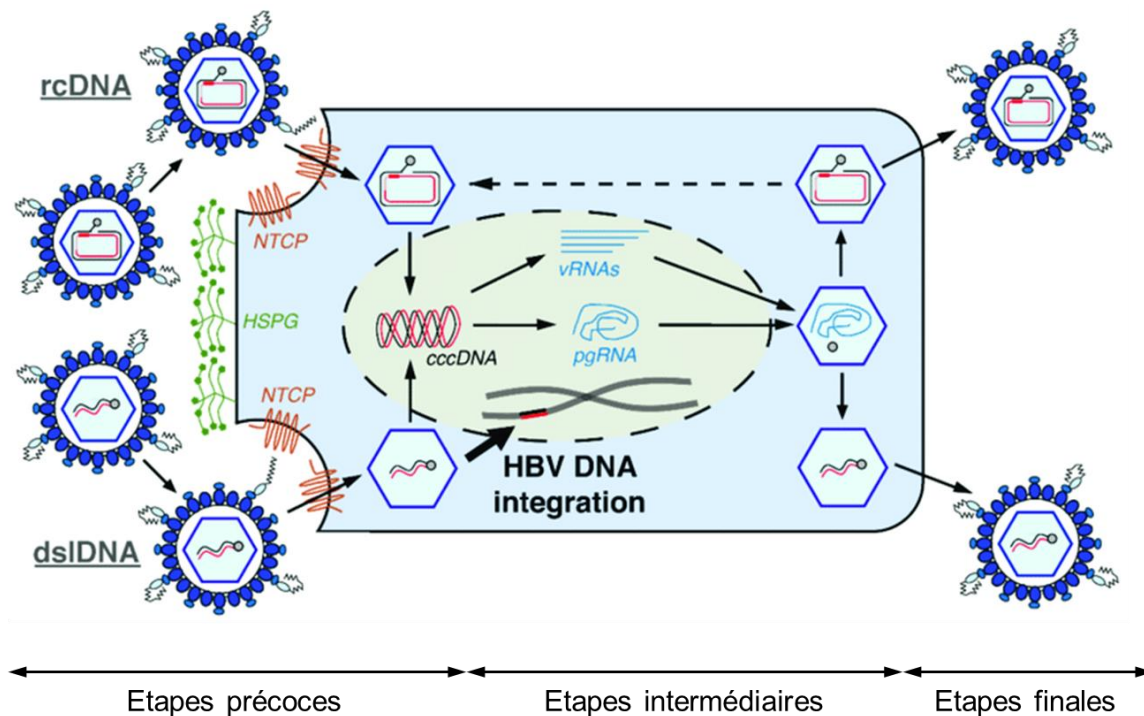 rcDNA
NTCP
HSPG
NTCP
dslDNA
vRNAs
cccDNA
pgRNA
HBV DNA
integration
Etapes précoces
Etapes intermédiaires
Etapes finales